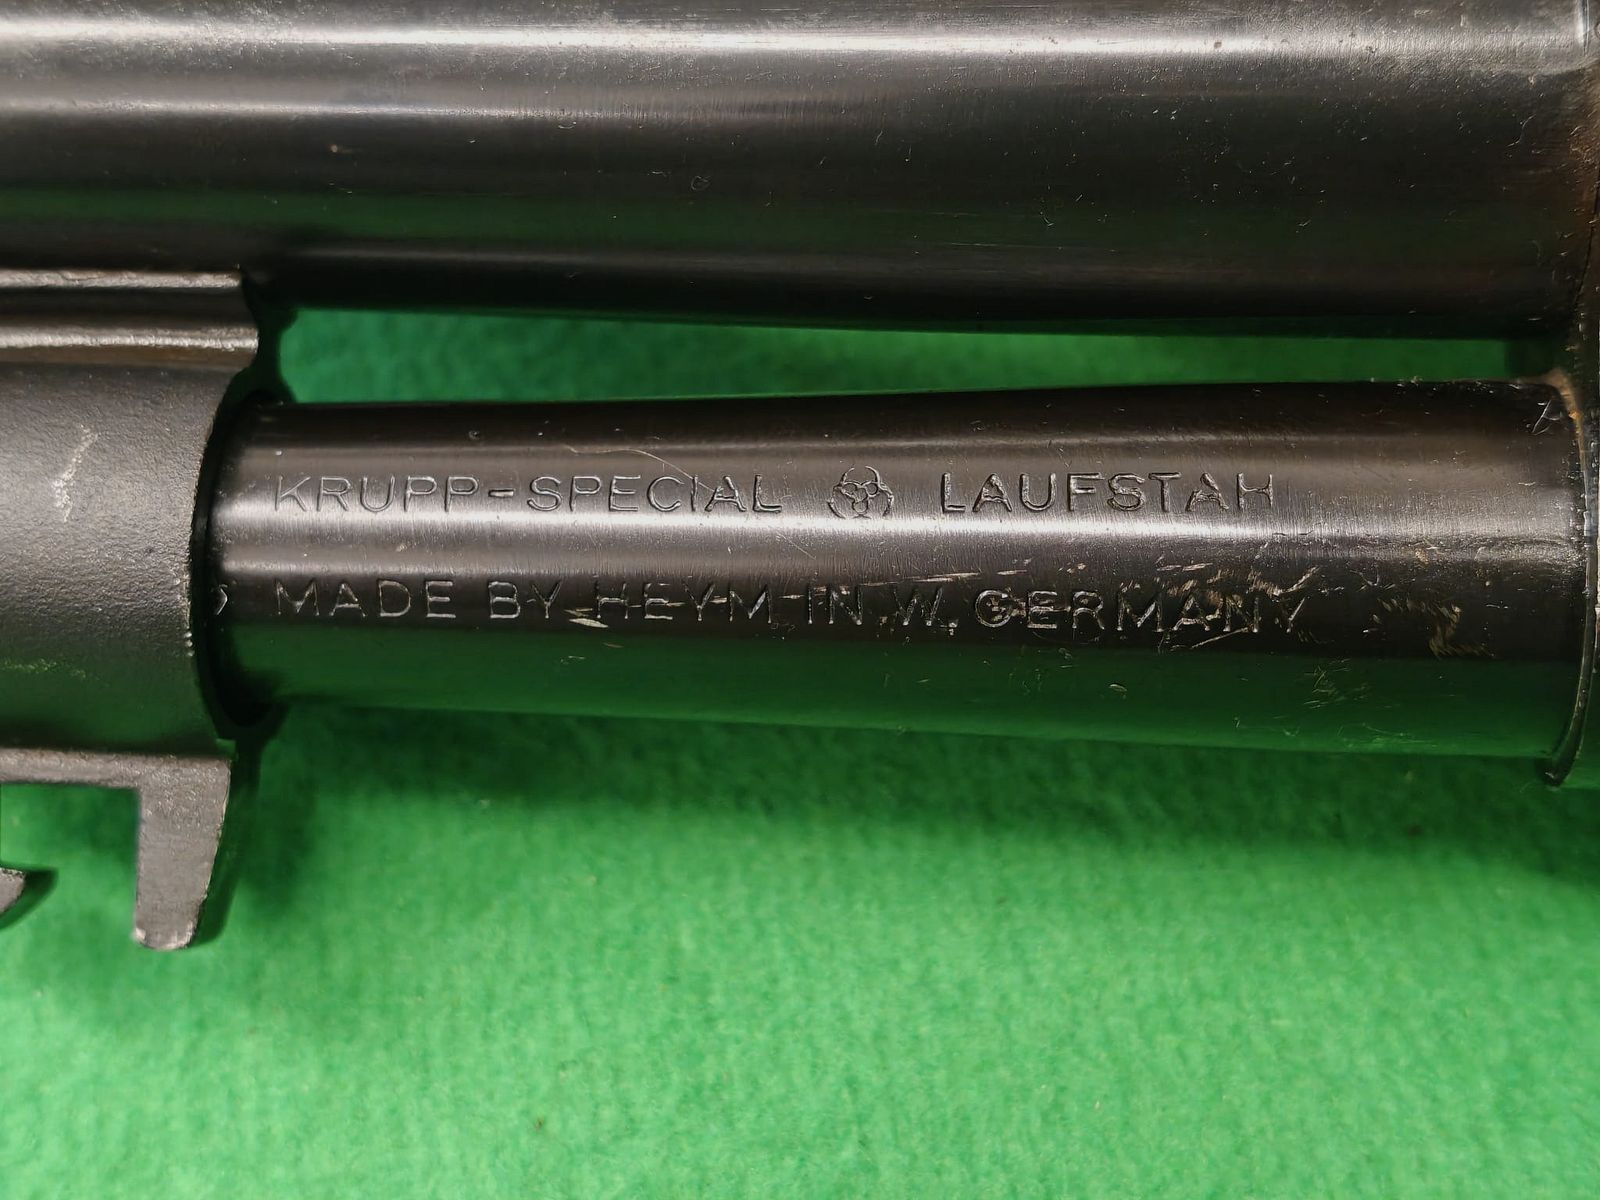 KRUPP-SPECIAL LAUFSTAH
MADE BY HEYM IN W. GERMANY